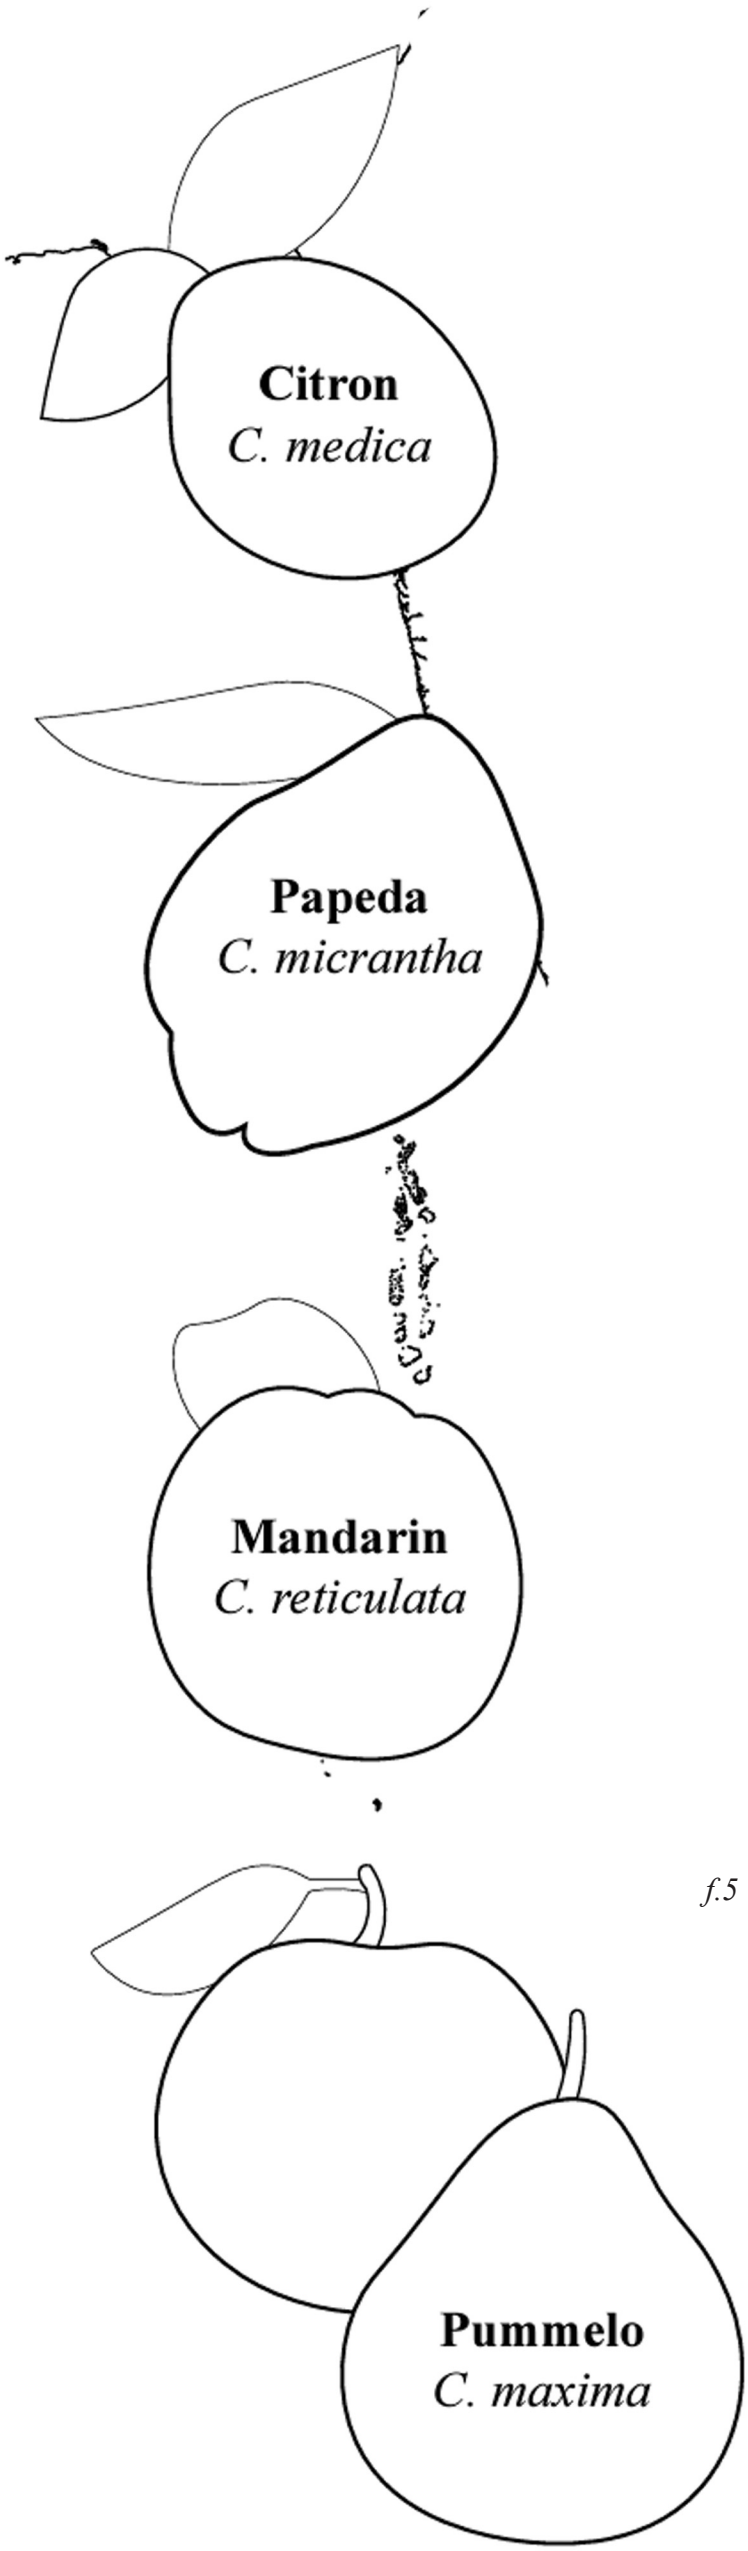 Citron
C. medica
Papeda
C. micrantha
Mandarin
C. reticulata
f.5
Pummelo
C. maxima